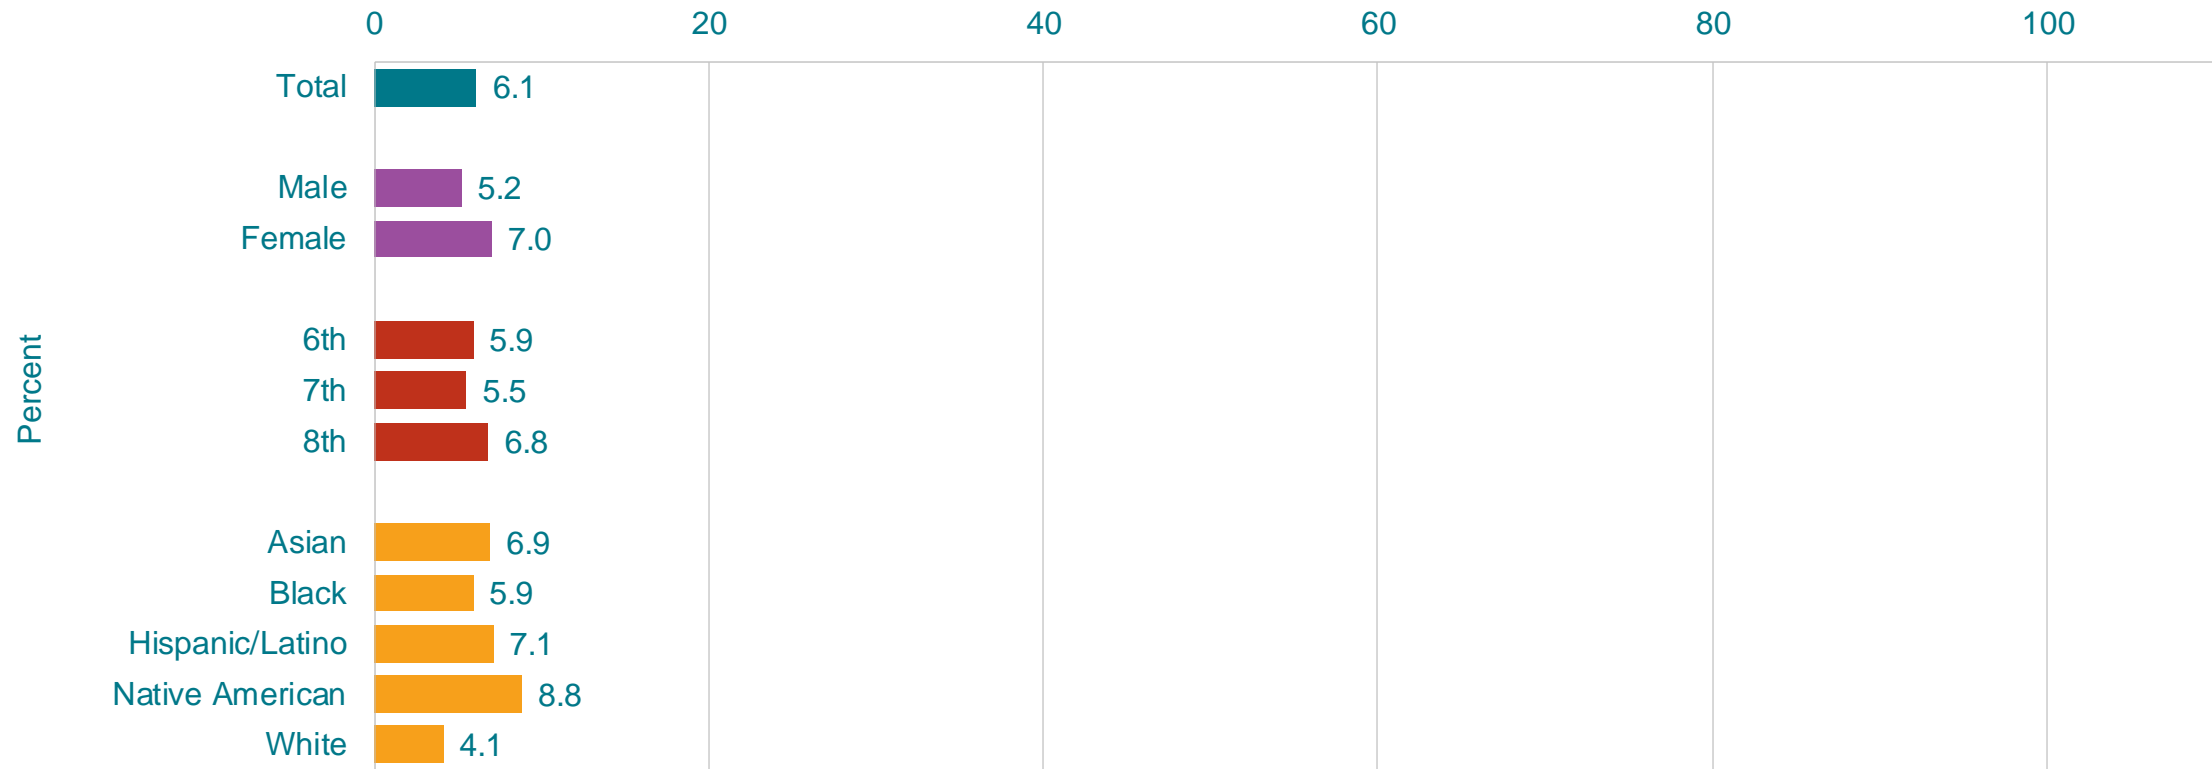 0 20 40 60 80 100
Total 6.1
Male 5.2
Female 7.0
Percent
6th 5.9
7th 5.5
8th 6.8
Asian 6.9
Black 5.9
Hispanic/Latino 7.1
Native American 8.8
White 4.1